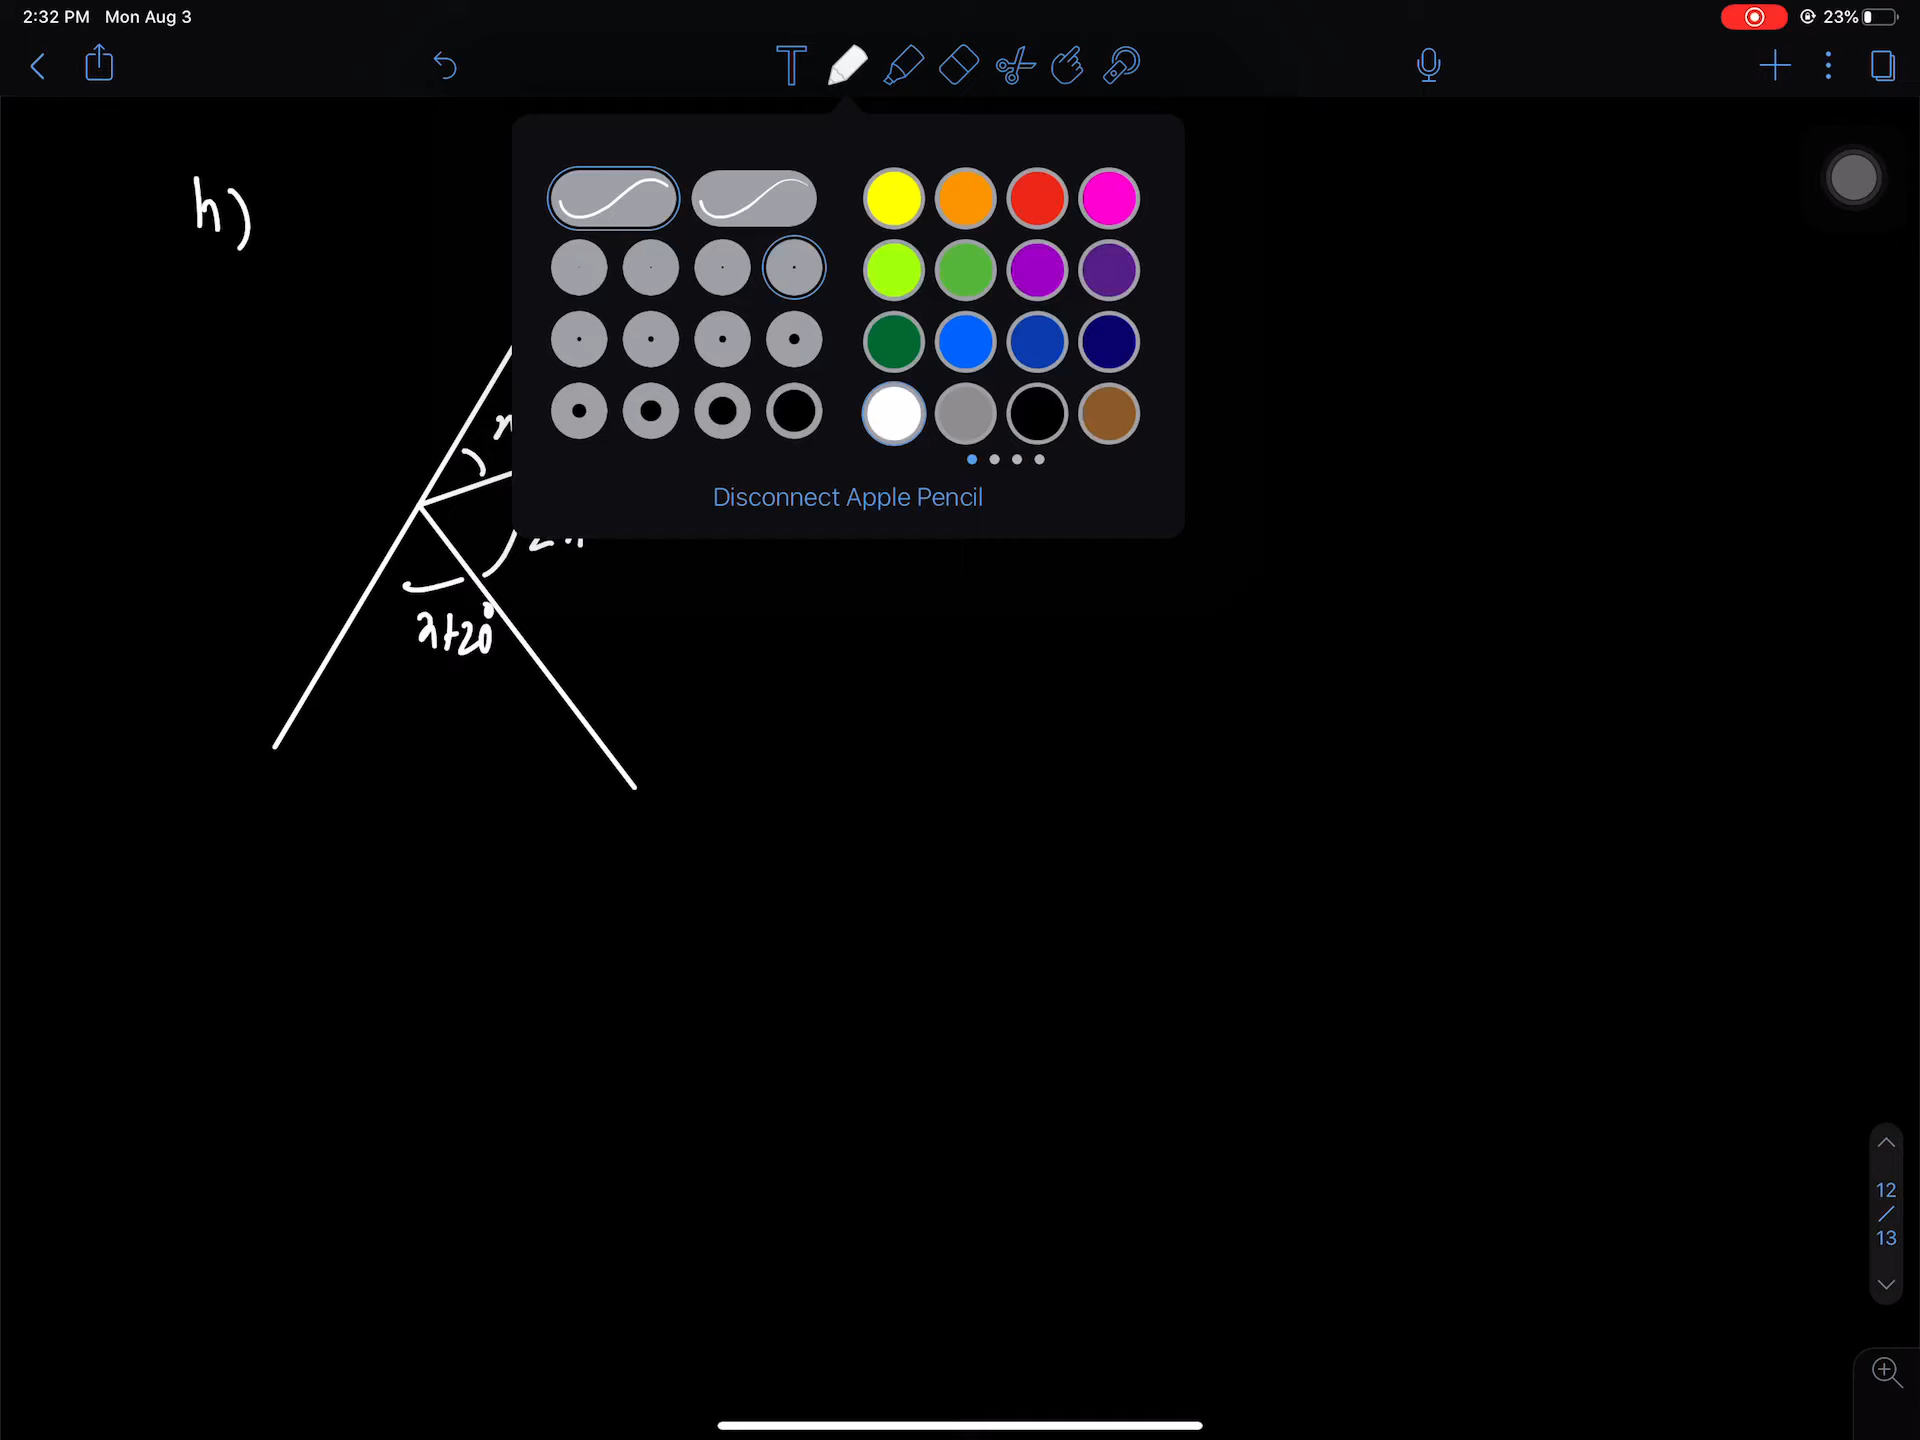 2:32 PM Mon Aug 3
23%
T
h)
x+20°
Disconnect Apple Pencil
12
/
13